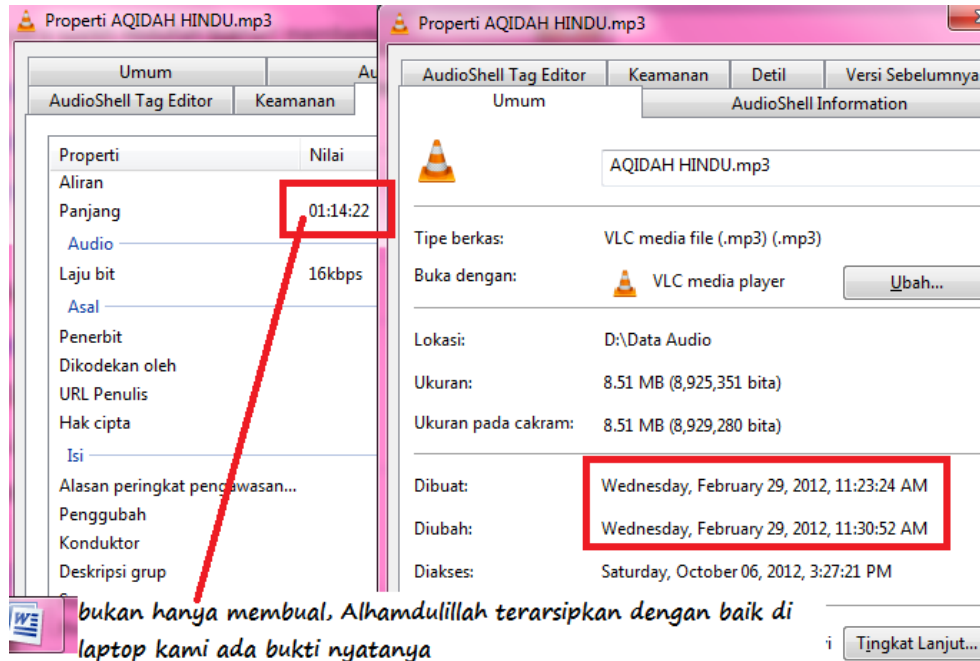 Properti AQIDAH HINDU.mp3
Umum
AudioShell Tag Editor Keamanan
Properti Nilai
Aliran
Panjang 01:14:22
Audio
Laju bit 16kbps
Asal
Penerbit
Dikodekan oleh
URL Penulis
Hak cipta
Isi
Alasan peringkat pengawasan...
Penggubah
Konduktor
Deskripsi grup
Properti AQIDAH HINDU.mp3
AudioShell Tag Editor Keamanan Detil Versi Sebelumnya
Umum AudioShell Information
AQIDAH HINDU.mp3
Tipe berkas: VLC media file (.mp3) (.mp3)
Buka dengan: VLC media player Ubah...
Lokasi: D:\Data Audio
Ukuran: 8.51 MB (8,925,351 bita)
Ukuran pada cakram: 8.51 MB (8,929,280 bita)
Dibuat: Wednesday, February 29, 2012, 11:23:24 AM
Diubah: Wednesday, February 29, 2012, 11:30:52 AM
Diakses: Saturday, October 06, 2012, 3:27:21 PM
Tingkat Lanjut...
bukan hanya membual, Alhamdulillah terarsipkan dengan baik di
laptop kami ada bukti nyatanya